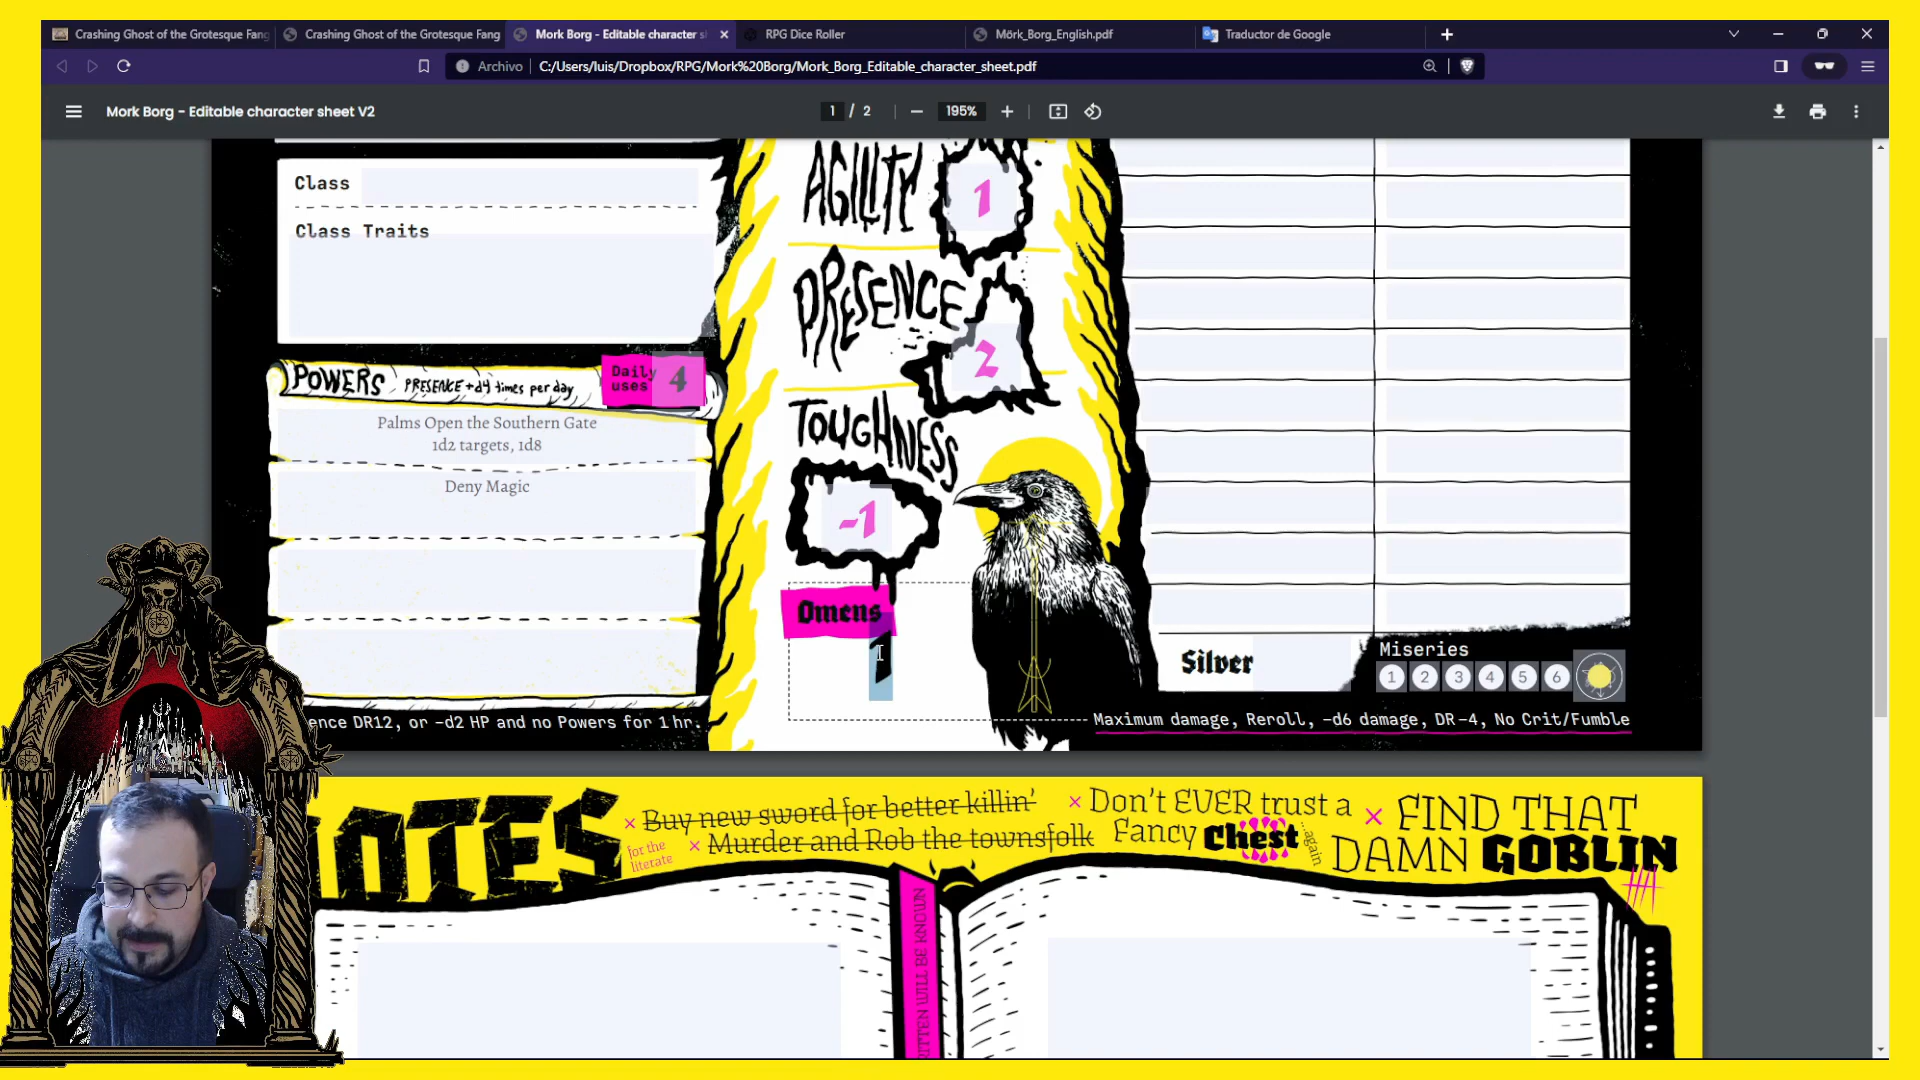 Crashing Ghost of the Grotesque Fang
Crashing Ghost of the Grotesque Fang
Mork Borg - Editable character s
RPG Dice Roller
Mörk_Borg_English.pdf
Traductor de Google
Archivo
C:/Users/luis/Dropbox/RPG/Mork%20Borg/Mork_Borg_Editable_character_sheet.pdf
Mork Borg - Editable character sheet V2
1 / 2
195%
Class
Class Traits
POWERS
PRESENCE+d4 times per day
Daily
uses
4
Palms Open the Southern Gate
1d2 targets, 1d8
Deny Magic
ence DR12, or -d2 HP and no Powers for 1 hr.
AGILITY
1
PRESENCE
2
TOUGHNESS
-1
Omens
1
Silver
Miseries
1 2 3 4 5 6
Maximum damage, Reroll, -d6 damage, DR-4, No Crit/Fumble
NOTES
for the
literate
× Buy new sword for better killin'
× Murder and Rob the townsfolk
× Don't EVER trust a
Fancy Chest
...again
× FIND THAT
DAMN GOBLIN
RITTEN WILL BE KNOWN